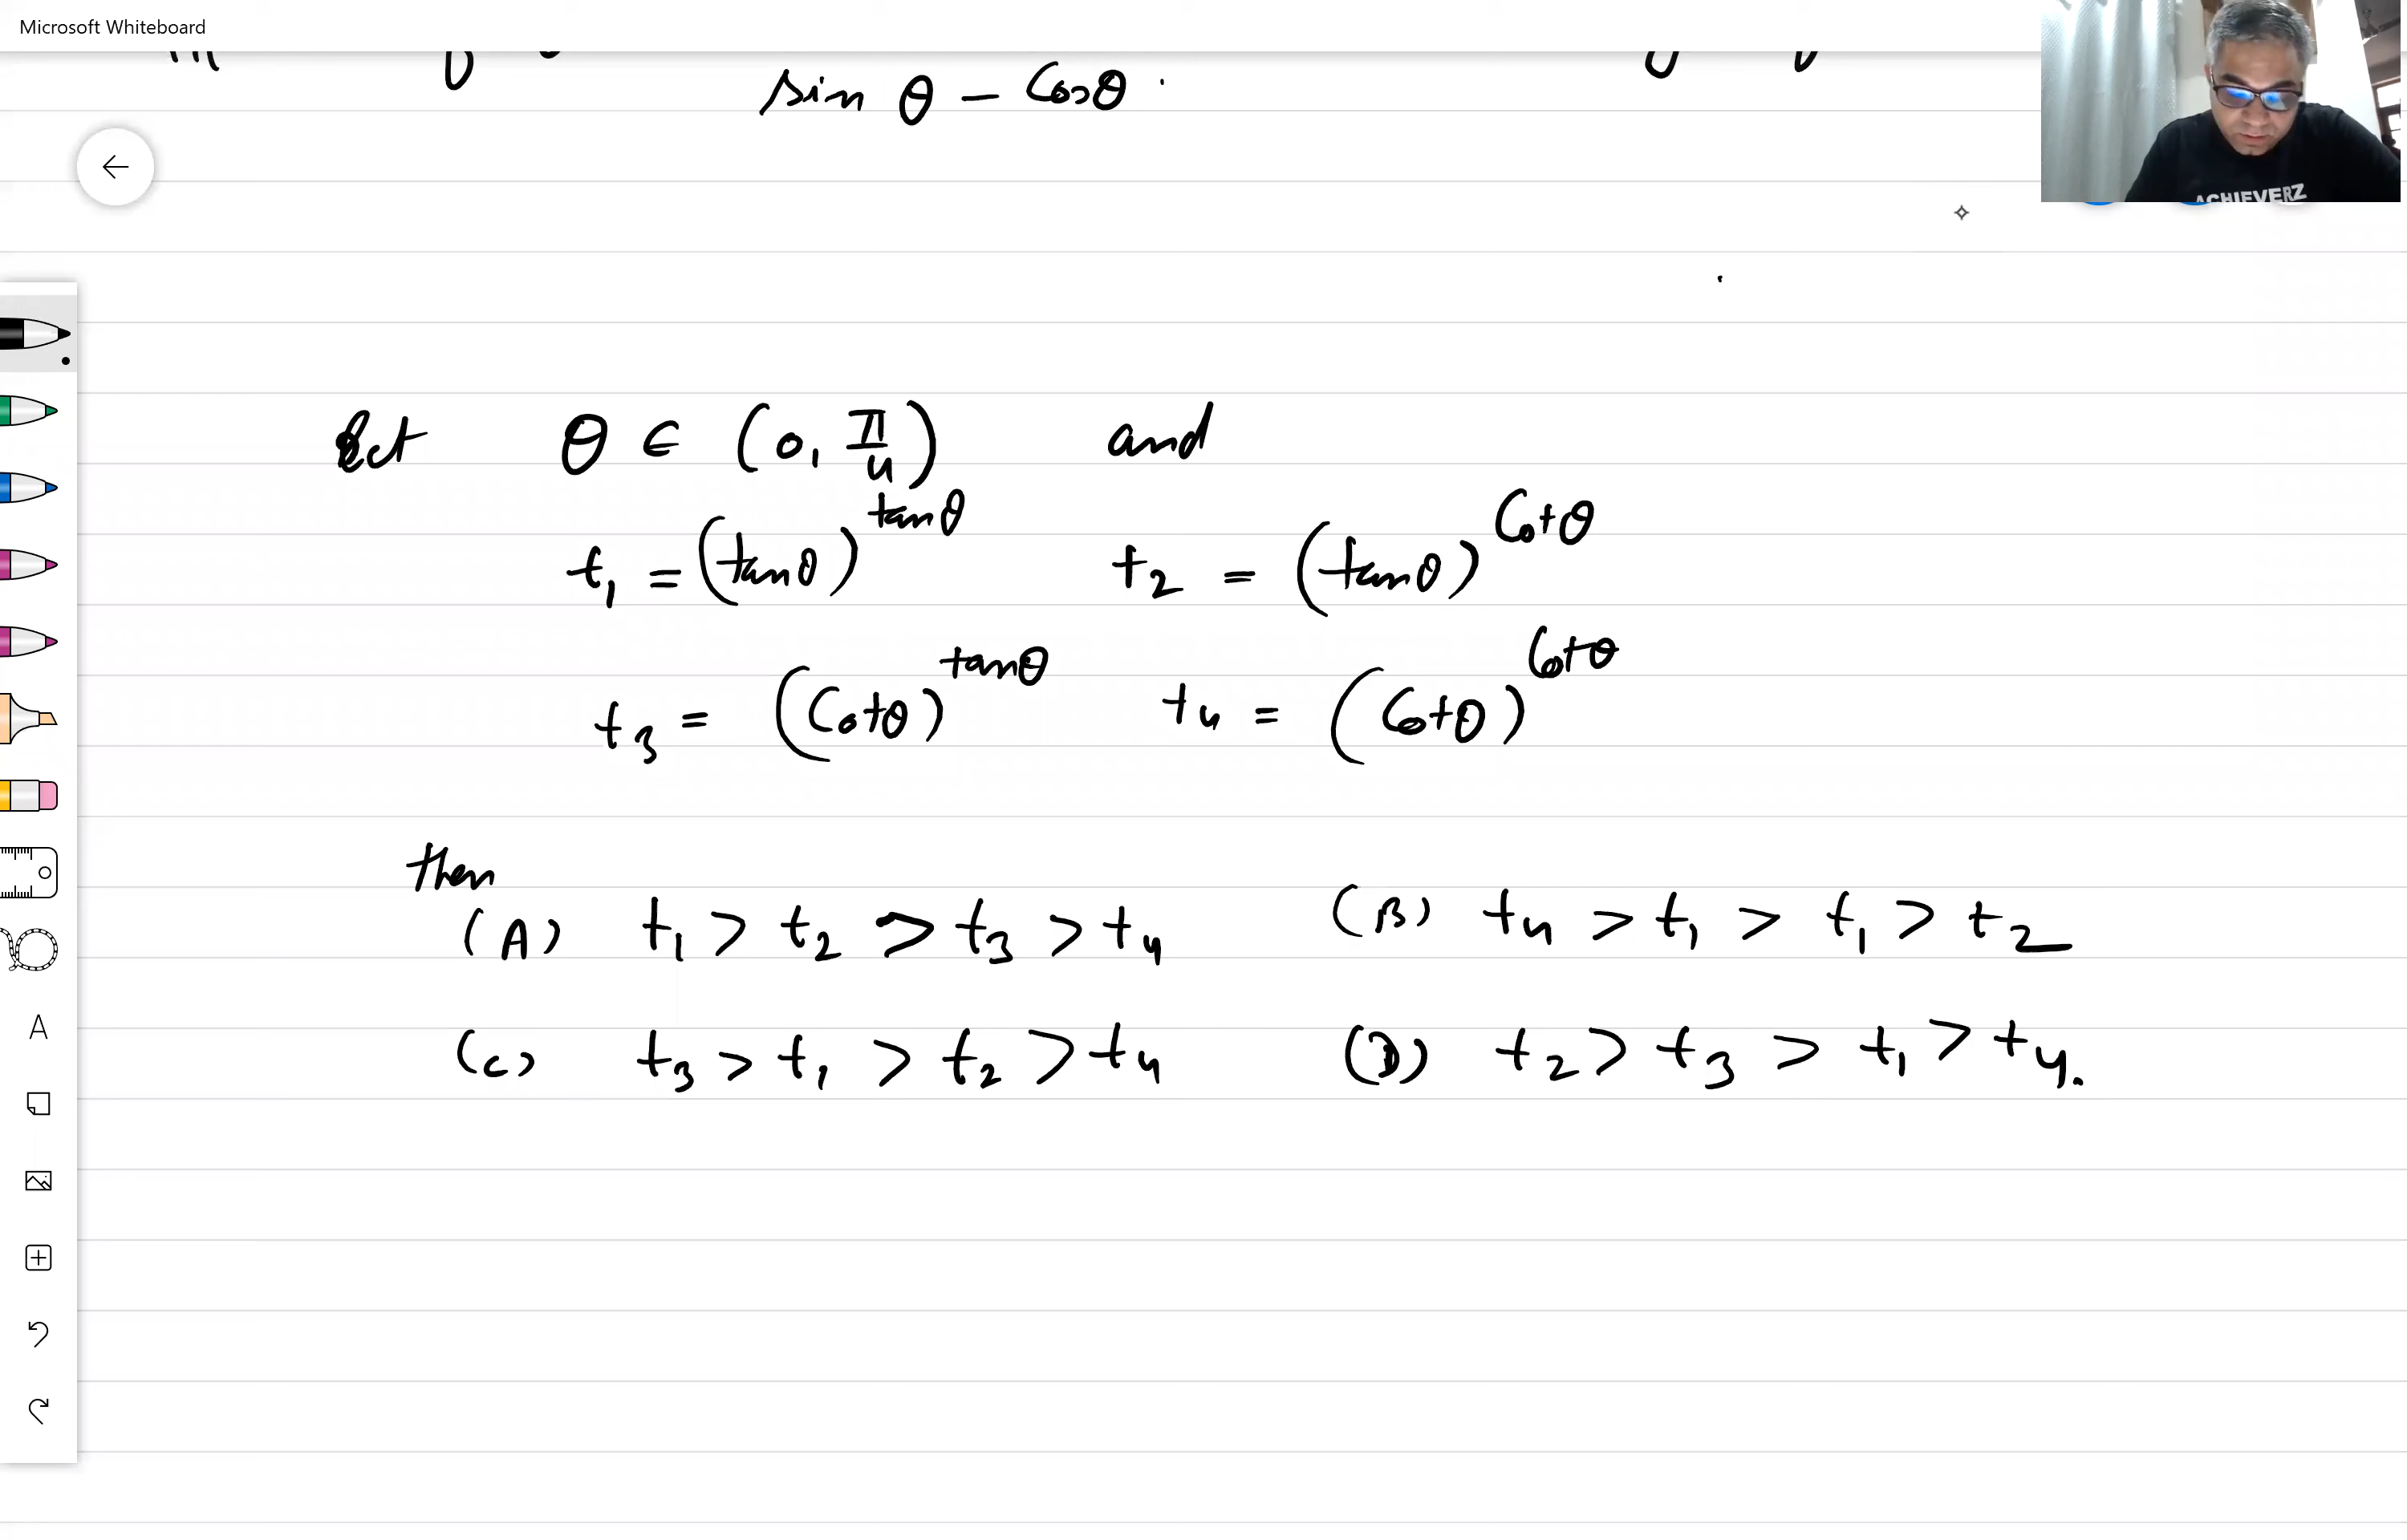 Microsoft Whiteboard
sin θ − Cosθ .
ACHIEVERZ
Let θ ∈ (0, π/4) and
t₁ = (tanθ)^tanθ t₂ = (tanθ)^Cotθ
t₃ = (Cotθ)^tanθ t₄ = (Cotθ)^Cotθ
then
(A) t₁ > t₂ > t₃ > t₄ (B) t₄ > t₁ > t₁ > t₂
(C) t₃ > t₁ > t₂ > t₄ (D) t₂ > t₃ > t₁ > t₄.
A